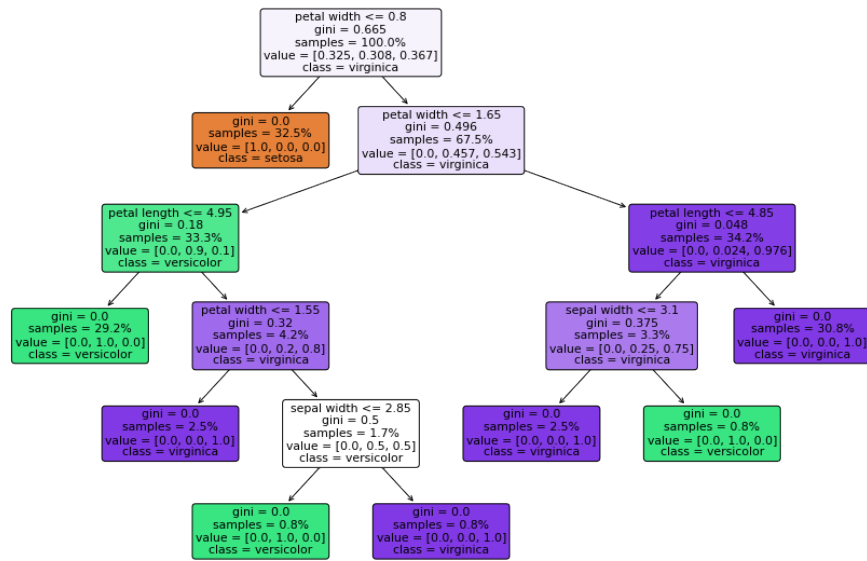 petal width <= 0.8
gini = 0.665
samples = 100.0%
value = [0.325, 0.308, 0.367]
class = virginica
gini = 0.0
samples = 32.5%
value = [1.0, 0.0, 0.0]
class = setosa
petal width <= 1.65
gini = 0.496
samples = 67.5%
value = [0.0, 0.457, 0.543]
class = virginica
petal length <= 4.95
gini = 0.18
samples = 33.3%
value = [0.0, 0.9, 0.1]
class = versicolor
petal length <= 4.85
gini = 0.048
samples = 34.2%
value = [0.0, 0.024, 0.976]
class = virginica
gini = 0.0
samples = 29.2%
value = [0.0, 1.0, 0.0]
class = versicolor
petal width <= 1.55
gini = 0.32
samples = 4.2%
value = [0.0, 0.2, 0.8]
class = virginica
sepal width <= 3.1
gini = 0.375
samples = 3.3%
value = [0.0, 0.25, 0.75]
class = virginica
gini = 0.0
samples = 30.8%
value = [0.0, 0.0, 1.0]
class = virginica
gini = 0.0
samples = 2.5%
value = [0.0, 0.0, 1.0]
class = virginica
sepal width <= 2.85
gini = 0.5
samples = 1.7%
value = [0.0, 0.5, 0.5]
class = versicolor
gini = 0.0
samples = 2.5%
value = [0.0, 0.0, 1.0]
class = virginica
gini = 0.0
samples = 0.8%
value = [0.0, 1.0, 0.0]
class = versicolor
gini = 0.0
samples = 0.8%
value = [0.0, 1.0, 0.0]
class = versicolor
gini = 0.0
samples = 0.8%
value = [0.0, 0.0, 1.0]
class = virginica